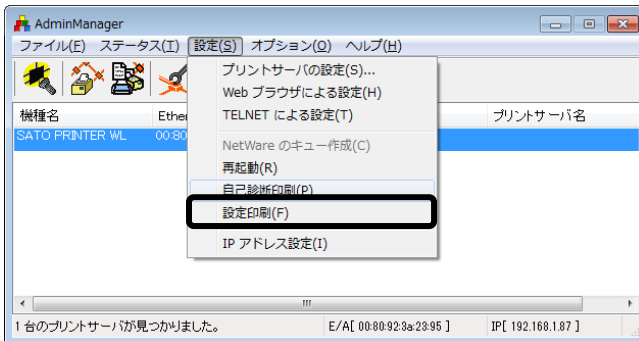 AdminManager
ファイル(F) ステータス(T) 設定(S) オプション(O) ヘルプ(H)
プリントサーバの設定(S)...
Web ブラウザによる設定(H)
TELNET による設定(T)
NetWare のキュー作成(C)
再起動(R)
自己診断印刷(P)
設定印刷(F)
IP アドレス設定(I)
機種名 Ether プリントサーバ名
SATO PRINTER WL 00:80
1 台のプリントサーバが見つかりました。 E/A[ 00:80:92:3a:23:95 ] IP[ 192.168.1.87 ]